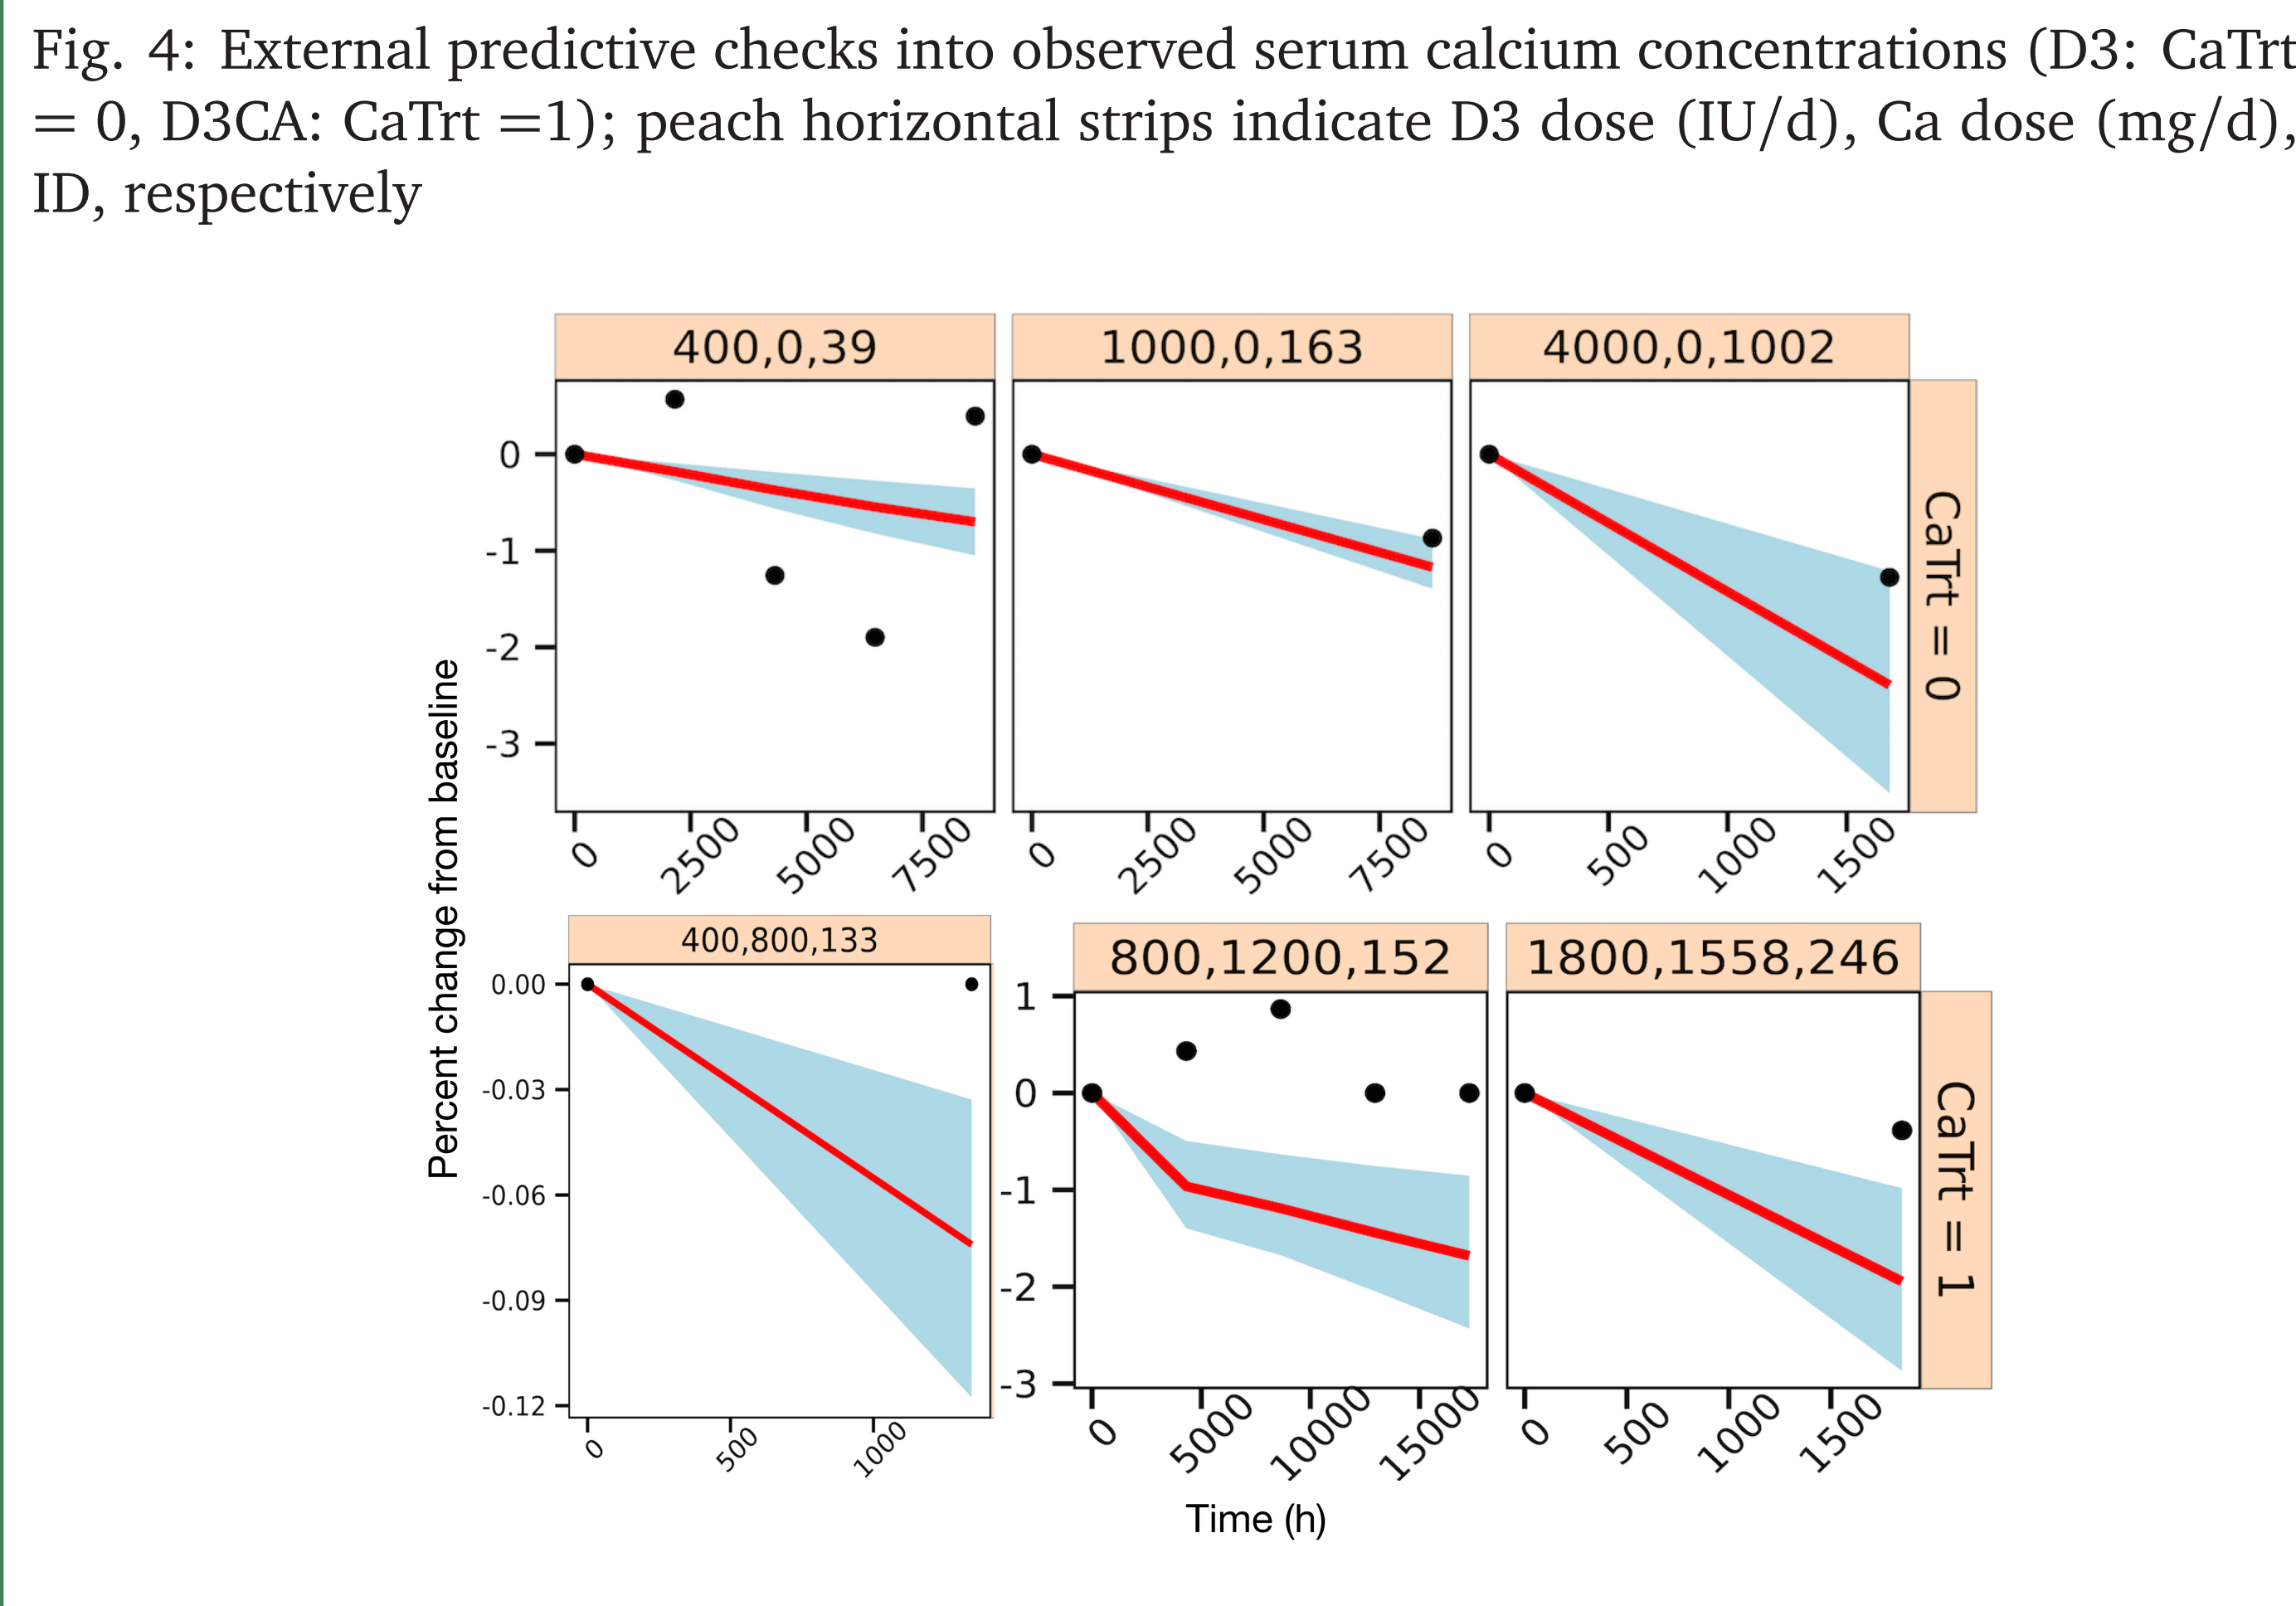 Fig. 4: External predictive checks into observed serum calcium concentrations (D3: CaTrt
= 0, D3CA: CaTrt =1); peach horizontal strips indicate D3 dose (IU/d), Ca dose (mg/d),
ID, respectively
400,0,39 1000,0,163 4000,0,1002
0
-1
-2
-3
CaTrt = 0
0 2500 5000 7500 0 2500 5000 7500 0 500 1000 1500
Percent change from baseline
400,800,133 800,1200,152 1800,1558,246
0.00
-0.03
-0.06
-0.09
-0.12
1
0
-1
-2
-3
CaTrt = 1
0 500 1000 0 5000 10000 15000 0 500 1000 1500
Time (h)